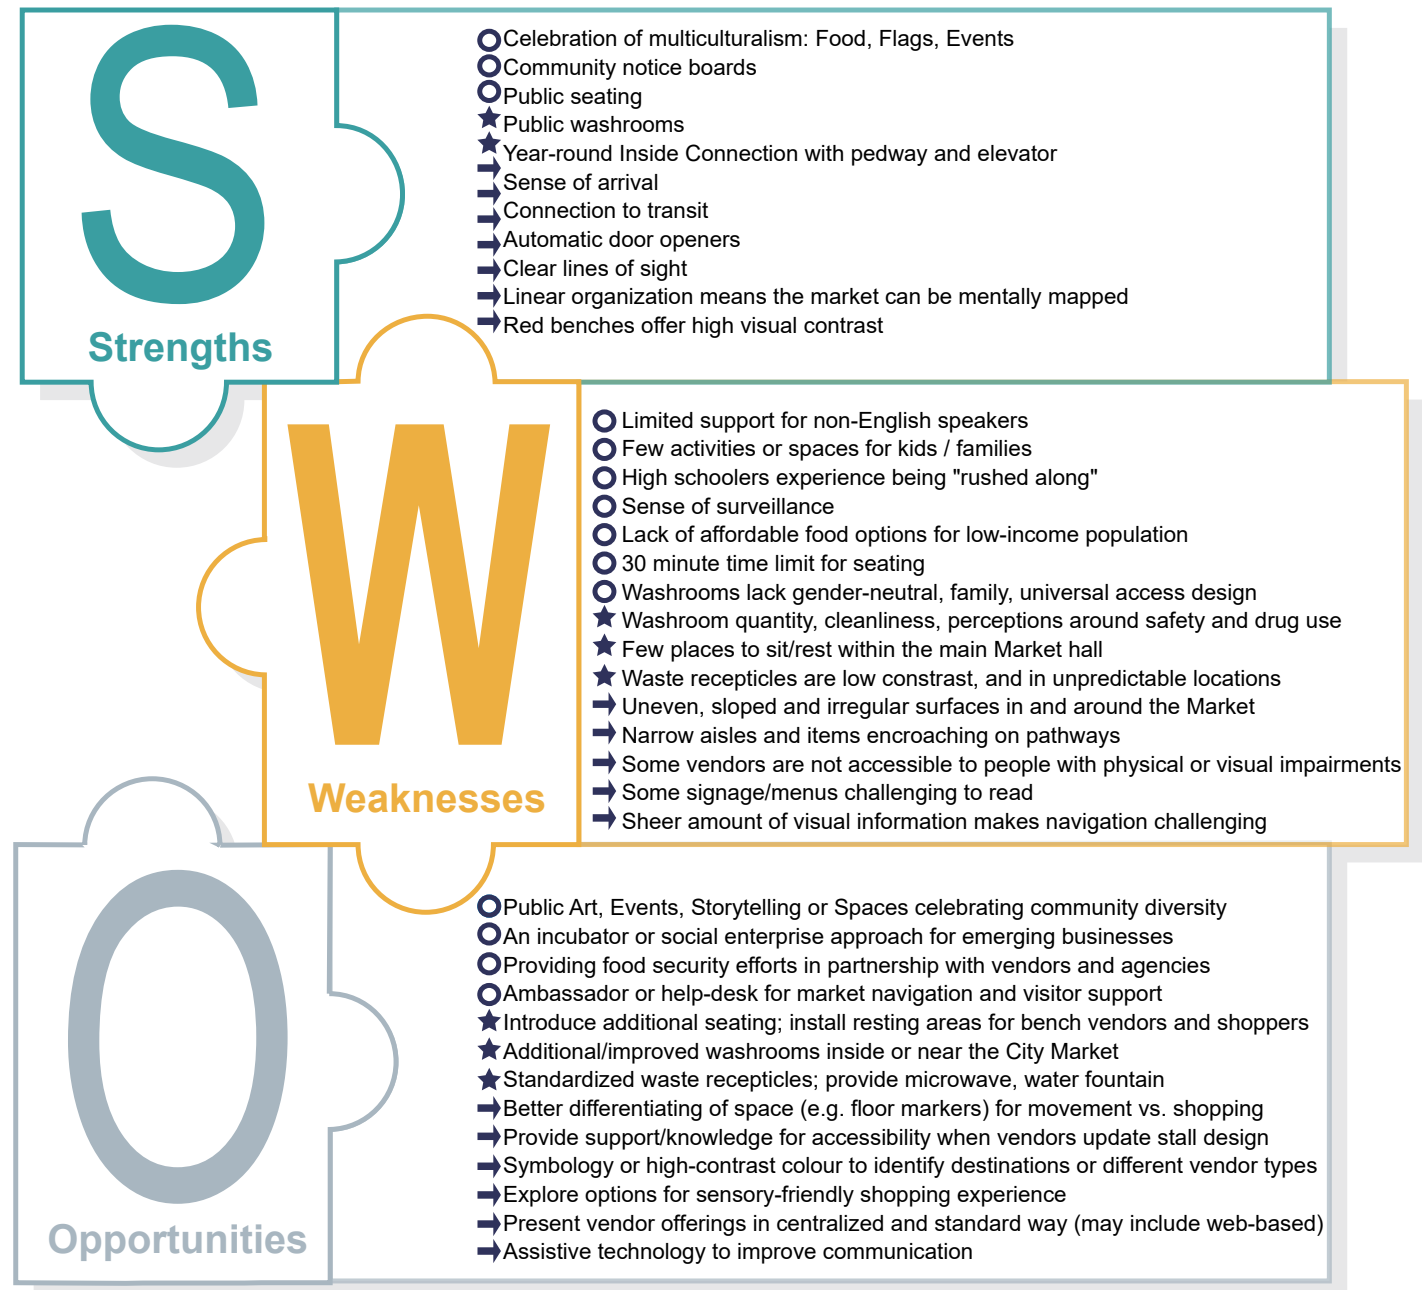 S
Strengths
Celebration of multiculturalism: Food, Flags, Events
Community notice boards
Public seating
Public washrooms
Year-round Inside Connection with pedway and elevator
Sense of arrival
Connection to transit
Automatic door openers
Clear lines of sight
Linear organization means the market can be mentally mapped
Red benches offer high visual contrast
W
Weaknesses
Limited support for non-English speakers
Few activities or spaces for kids / families
High schoolers experience being "rushed along"
Sense of surveillance
Lack of affordable food options for low-income population
30 minute time limit for seating
Washrooms lack gender-neutral, family, universal access design
Washroom quantity, cleanliness, perceptions around safety and drug use
Few places to sit/rest within the main Market hall
Waste recepticles are low constrast, and in unpredictable locations
Uneven, sloped and irregular surfaces in and around the Market
Narrow aisles and items encroaching on pathways
Some vendors are not accessible to people with physical or visual impairments
Some signage/menus challenging to read
Sheer amount of visual information makes navigation challenging
O
Opportunities
Public Art, Events, Storytelling or Spaces celebrating community diversity
An incubator or social enterprise approach for emerging businesses
Providing food security efforts in partnership with vendors and agencies
Ambassador or help-desk for market navigation and visitor support
Introduce additional seating; install resting areas for bench vendors and shoppers
Additional/improved washrooms inside or near the City Market
Standardized waste recepticles; provide microwave, water fountain
Better differentiating of space (e.g. floor markers) for movement vs. shopping
Provide support/knowledge for accessibility when vendors update stall design
Symbology or high-contrast colour to identify destinations or different vendor types
Explore options for sensory-friendly shopping experience
Present vendor offerings in centralized and standard way (may include web-based)
Assistive technology to improve communication